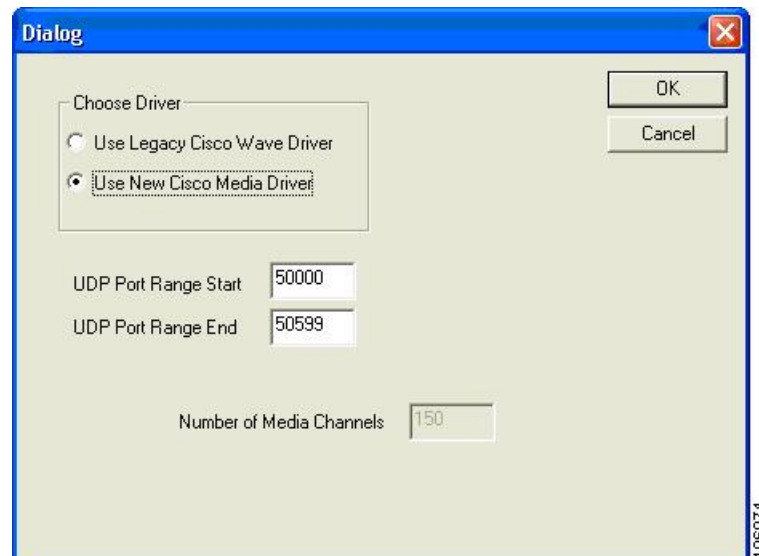 Dialog
OK
Cancel
Choose Driver
Use Legacy Cisco Wave Driver
Use New Cisco Media Driver
UDP Port Range Start 50000
UDP Port Range End 50599
Number of Media Channels 150